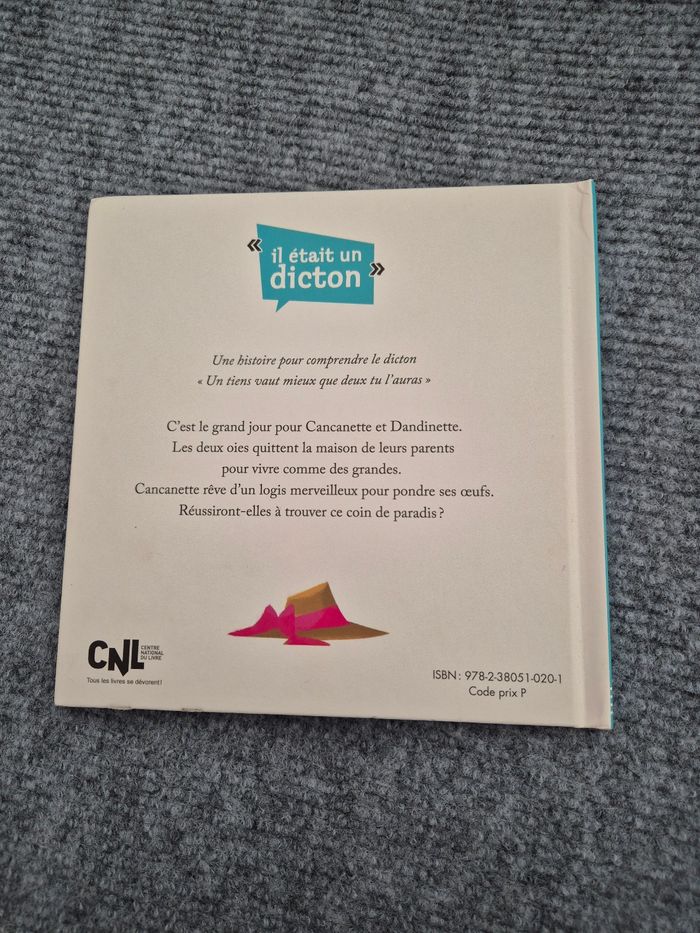 « il était un
dicton »
Une histoire pour comprendre le dicton
« Un tiens vaut mieux que deux tu l’auras »
C’est le grand jour pour Cancanette et Dandinette.
Les deux oies quittent la maison de leurs parents
pour vivre comme des grandes.
Cancanette rêve d’un logis merveilleux pour pondre ses œufs.
Réussiront-elles à trouver ce coin de paradis ?
CNL CENTRE
NATIONAL
DU LIVRE
Tous les livres se dévorent !
ISBN : 978-2-38051-020-1
Code prix P